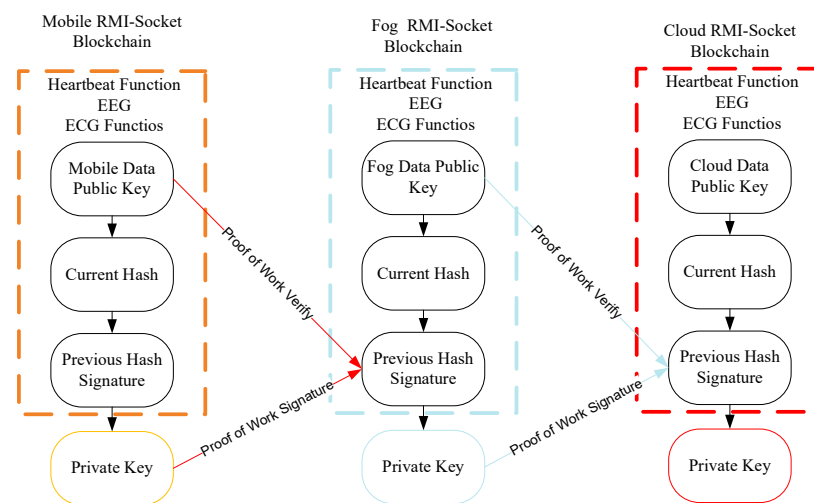 Mobile RMI-Socket
Blockchain
Heartbeat Function
EEG
ECG Functios
Mobile Data
Public Key
Current Hash
Previous Hash
Signature
Private Key
Proof of Work Verify
Proof of Work Signature
Fog  RMI-Socket
Blockchain
Heartbeat Function
EEG
ECG Functios
Fog Data Public
Key
Current Hash
Previous Hash
Signature
Private Key
Proof of Work Verify
Proof of Work Signature
Cloud RMI-Socket
Blockchain
Heartbeat Function
EEG
ECG Functios
Cloud Data
Public Key
Current Hash
Previous Hash
Signature
Private Key